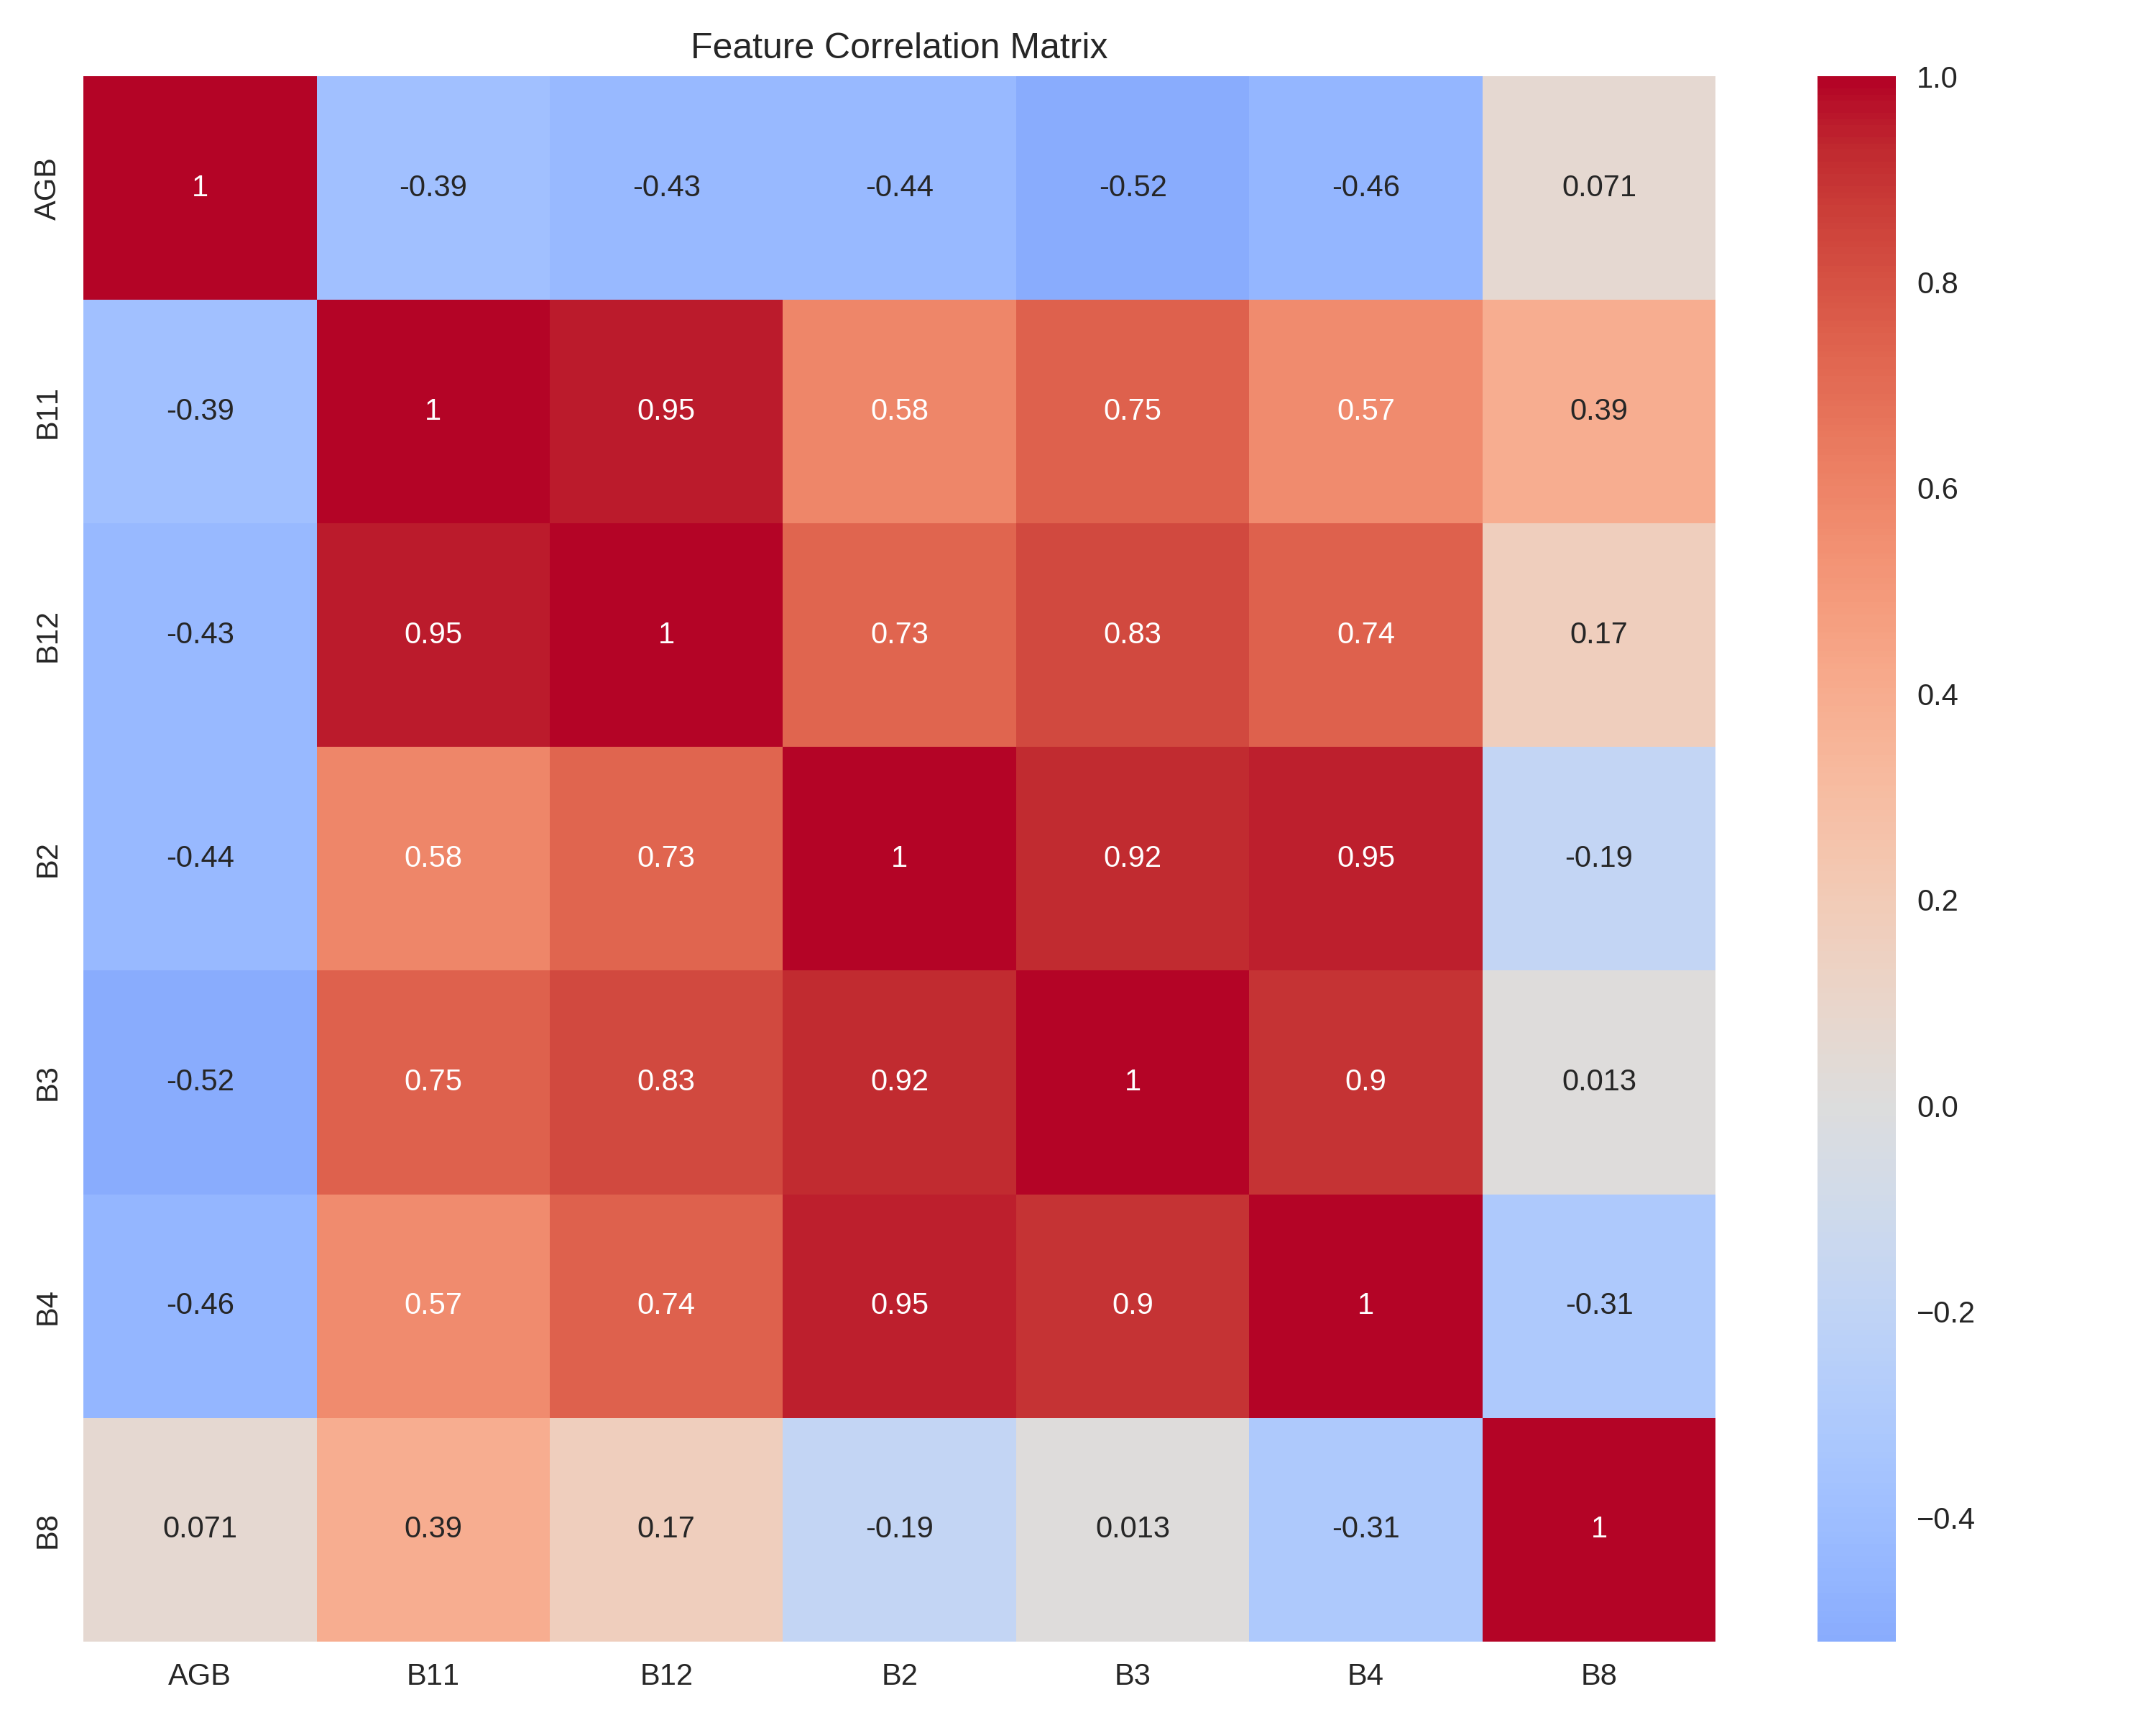 Feature Correlation Matrix
AGB 1 -0.39 -0.43 -0.44 -0.52 -0.46 0.071
B11 -0.39 1 0.95 0.58 0.75 0.57 0.39
B12 -0.43 0.95 1 0.73 0.83 0.74 0.17
B2 -0.44 0.58 0.73 1 0.92 0.95 -0.19
B3 -0.52 0.75 0.83 0.92 1 0.9 0.013
B4 -0.46 0.57 0.74 0.95 0.9 1 -0.31
B8 0.071 0.39 0.17 -0.19 0.013 -0.31 1
AGB B11 B12 B2 B3 B4 B8
1.0
0.8
0.6
0.4
0.2
0.0
−0.2
−0.4